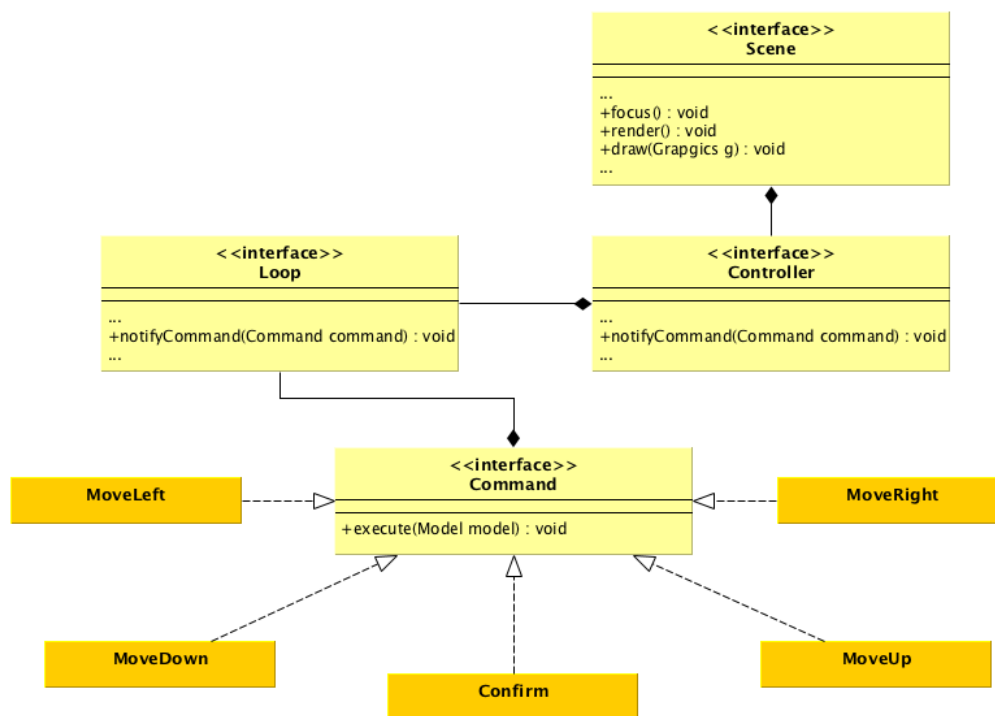 <<interface>>
Scene
...
+focus() : void
+render() : void
+draw(Grapgics g) : void
...
<<interface>>
Loop
...
+notifyCommand(Command command) : void
...
<<interface>>
Controller
...
+notifyCommand(Command command) : void
...
<<interface>>
Command
+execute(Model model) : void
MoveLeft
MoveRight
MoveDown
Confirm
MoveUp